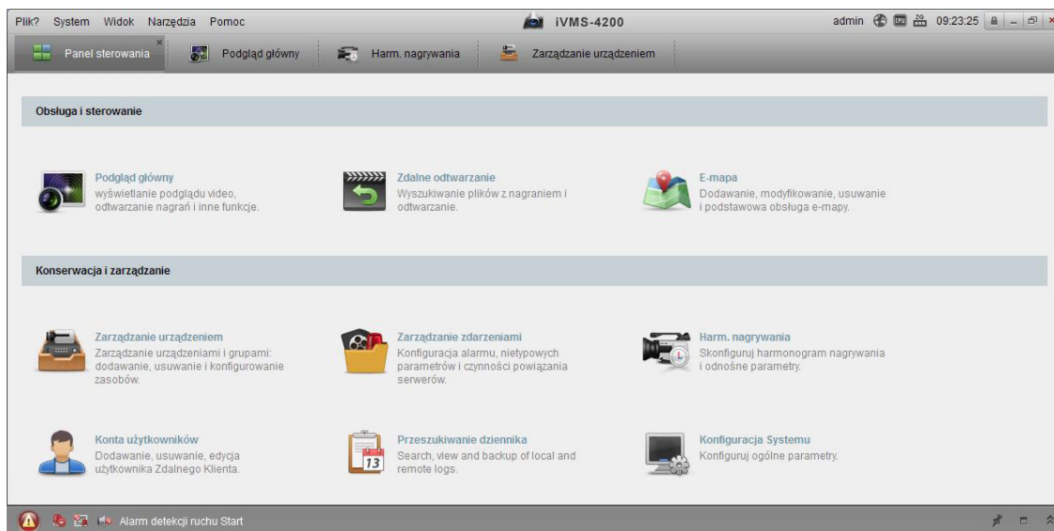 Plik? System Widok Narzędzia Pomoc iVMS-4200 admin 09:23:25
Panel sterowania Podgląd główny Harm. nagrywania Zarządzanie urządzeniem
Obsługa i sterowanie
Podgląd główny
wyświetlanie podglądu video,
odtwarzanie nagrań i inne funkcje.
Zdalne odtwarzanie
Wyszukiwanie plików z nagraniem i
odtwarzanie.
E-mapa
Dodawanie, modyfikowanie, usuwanie
i podstawowa obsługa e-mapy.
Konserwacja i zarządzanie
Zarządzanie urządzeniem
Zarządzanie urządzeniami i grupami:
dodawanie, usuwanie i konfigurowanie
zasobów.
Zarządzanie zdarzeniami
Konfiguracja alarmu, nietypowych
parametrów i czynności powiązania
serwerów.
Harm. nagrywania
Skonfiguruj harmonogram nagrywania
i odnośne parametry.
Konta użytkowników
Dodawanie, usuwanie, edycja
użytkownika Zdalnego Klienta.
13
Przeszukiwanie dziennika
Search, view and backup of local and
remote logs.
Konfiguracja Systemu
Konfiguruj ogólne parametry.
Alarm detekcji ruchu Start